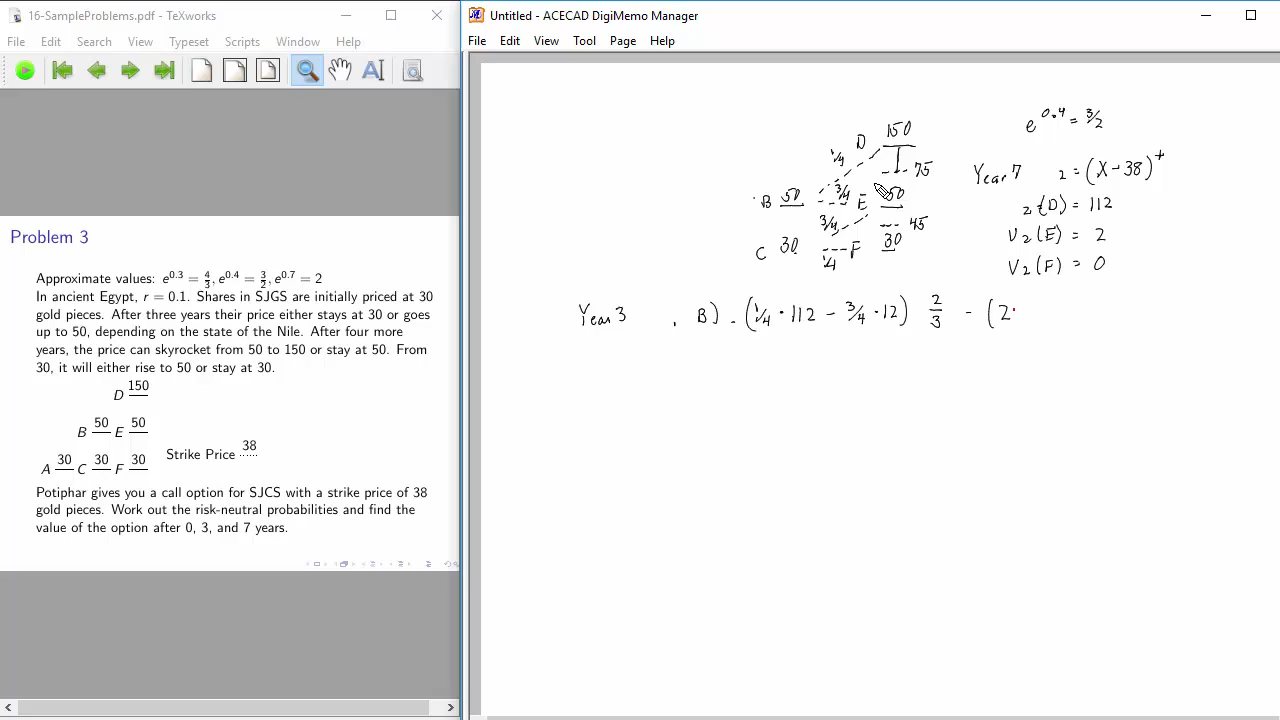 16-SampleProblems.pdf - TeXworks
File Edit Search View Typeset Scripts Window Help
Problem 3
Approximate values: e^0.3 = 4/3, e^0.4 = 3/2, e^0.7 = 2
In ancient Egypt, r = 0.1. Shares in SJGS are initially priced at 30
gold pieces. After three years their price either stays at 30 or goes
up to 50, depending on the state of the Nile. After four more
years, the price can skyrocket from 50 to 150 or stay at 50. From
30, it will either rise to 50 or stay at 30.
D 150
B 50 E 50
Strike Price 38
A 30 C 30 F 30
Potiphar gives you a call option for SJCS with a strike price of 38
gold pieces. Work out the risk-neutral probabilities and find the
value of the option after 0, 3, and 7 years.
Untitled - ACECAD DigiMemo Manager
File Edit View Tool Page Help
e^0.4 = 3/2
1/4 D 150
75
Year 7 2 = (X - 38)^+
B 50 3/4 E 50
2(D) = 112
3/4 45
V2(E) = 2
C 30 1/4 F 30
V2(F) = 0
Year 3 B) - (1/4 · 112 - 3/4 · 12) 2/3 - (2·